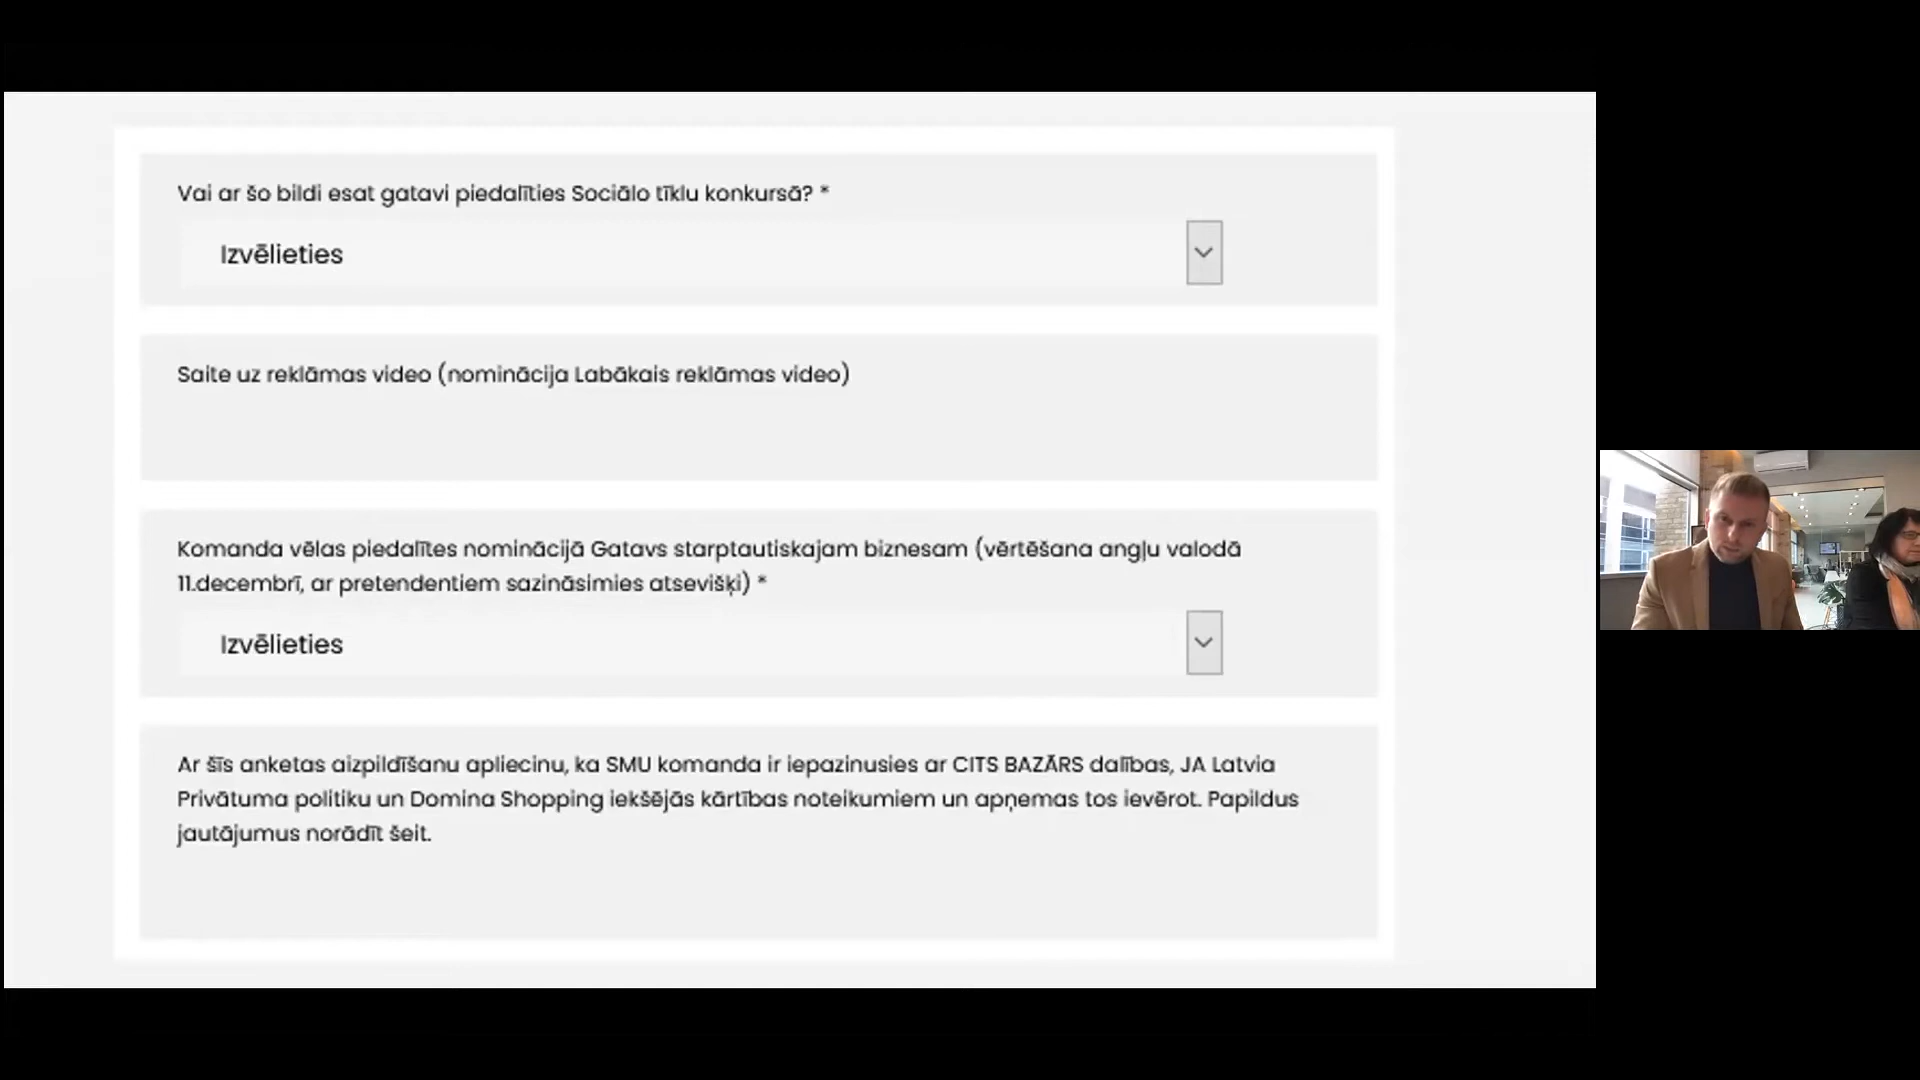 Vai ar šo bildi esat gatavi piedalīties Sociālo tīklu konkursā? *
Izvēlieties
Saite uz reklāmas video (nominācija Labākais reklāmas video)
Komanda vēlas piedalītes nominācijā Gatavs starptautiskajam biznesam (vērtēšana angļu valodā
11.decembrī, ar pretendentiem sazināsimies atsevišķi) *
Izvēlieties
Ar šīs anketas aizpildīšanu apliecinu, ka SMU komanda ir iepazinusies ar CITS BAZĀRS dalības, JA Latvia
Privātuma politiku un Domina Shopping iekšējās kārtības noteikumiem un apņemas tos ievērot. Papildus
jautājumus norādīt šeit.